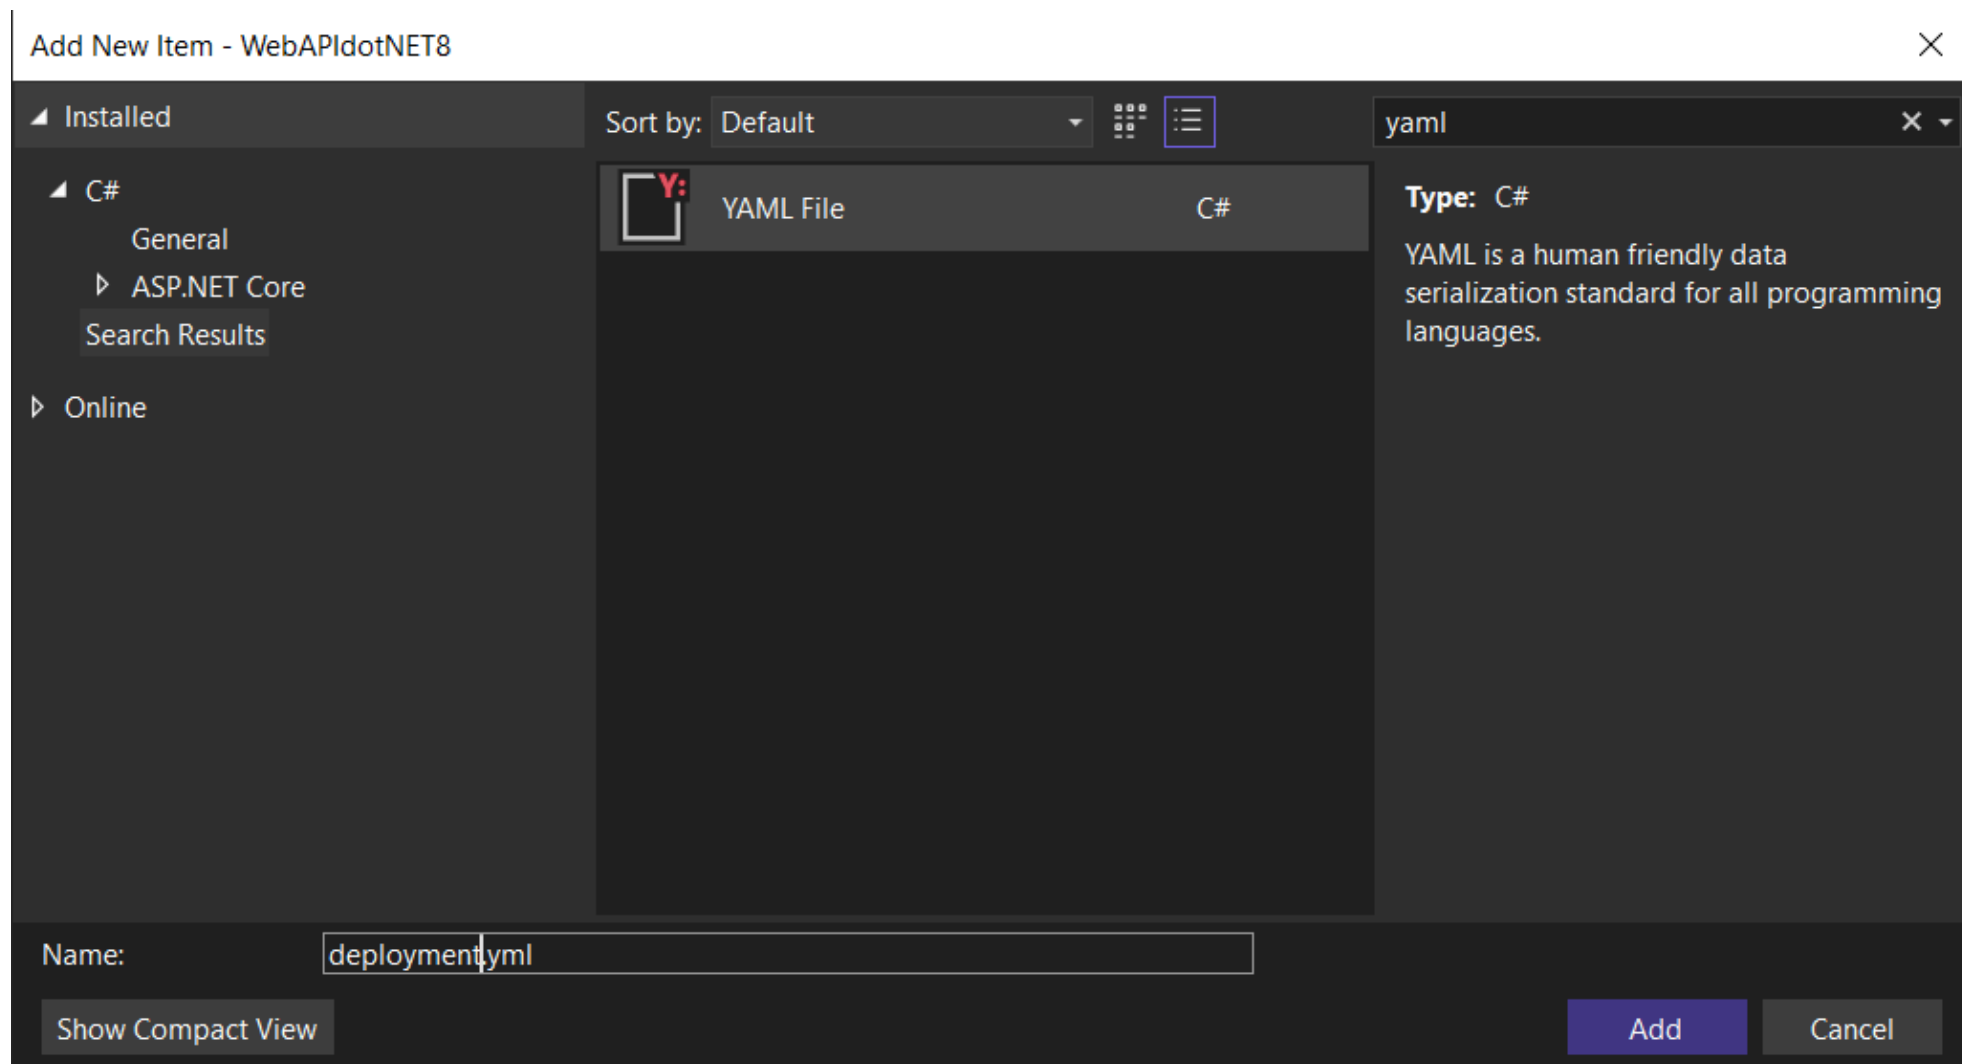 Add New Item - WebAPIdotNET8
Installed
Sort by: Default
yaml
C#
General
ASP.NET Core
Search Results
Online
Y:
YAML File C#
Type: C#
YAML is a human friendly data
serialization standard for all programming
languages.
Name: deployment.yml
Show Compact View
Add
Cancel